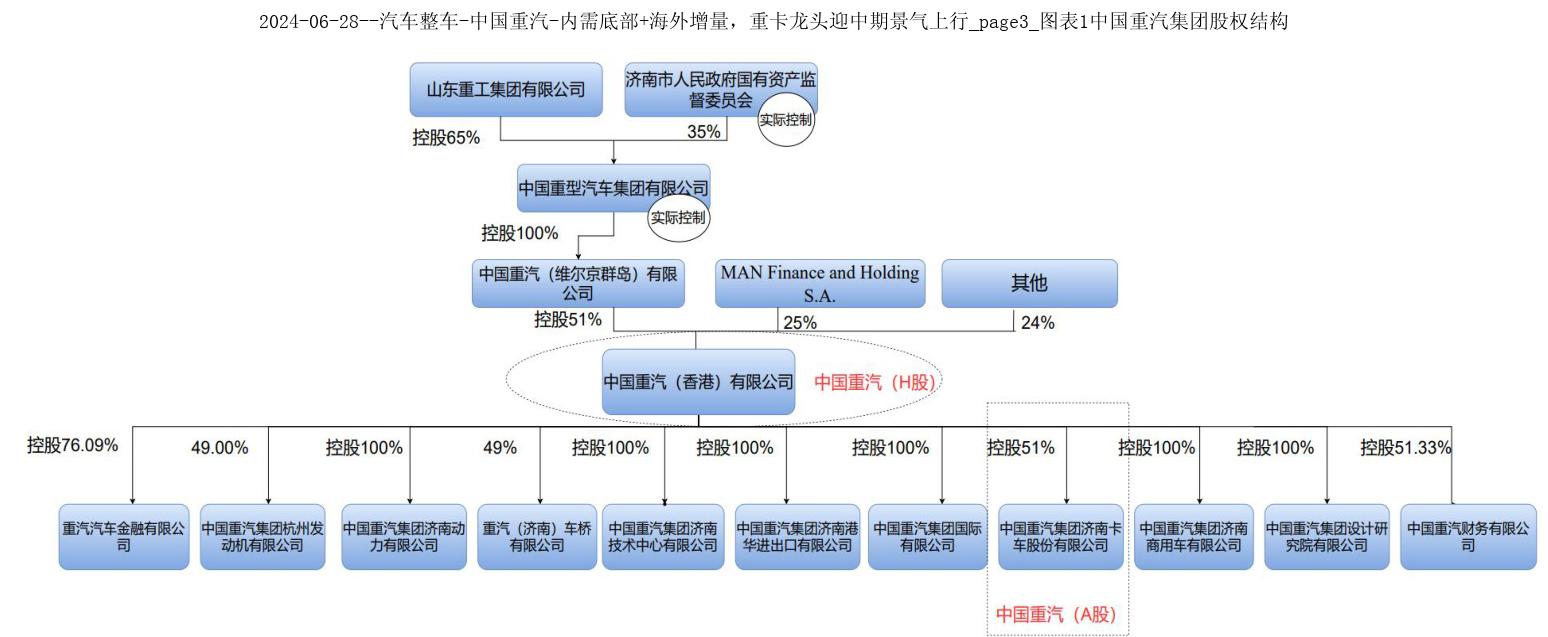 2024-06-28--汽车整车-中国重汽-内需底部+海外增量，重卡龙头迎中期景气上行_page3_图表1中国重汽集团股权结构
山东重工集团有限公司
济南市人民政府国有资产监
督委员会
实际控制
控股65%
35%
中国重型汽车集团有限公司
实际控制
控股100%
中国重汽（维尔京群岛）有限
公司
MAN Finance and Holding
S.A.
其他
控股51%
25%
24%
中国重汽（香港）有限公司
中国重汽（H股）
控股76.09%
49.00%
控股100%
49%
控股100%
控股100%
控股100%
控股51%
控股100%
控股100%
控股51.33%
重汽汽车金融有限公
司
中国重汽集团杭州发
动机有限公司
中国重汽集团济南动
力有限公司
重汽（济南）车桥
有限公司
中国重汽集团济南
技术中心有限公司
中国重汽集团济南港
华进出口有限公司
中国重汽集团国际
有限公司
中国重汽集团济南卡
车股份有限公司
中国重汽集团济南
商用车有限公司
中国重汽集团设计研
究院有限公司
中国重汽财务有限公
司
中国重汽（A股）